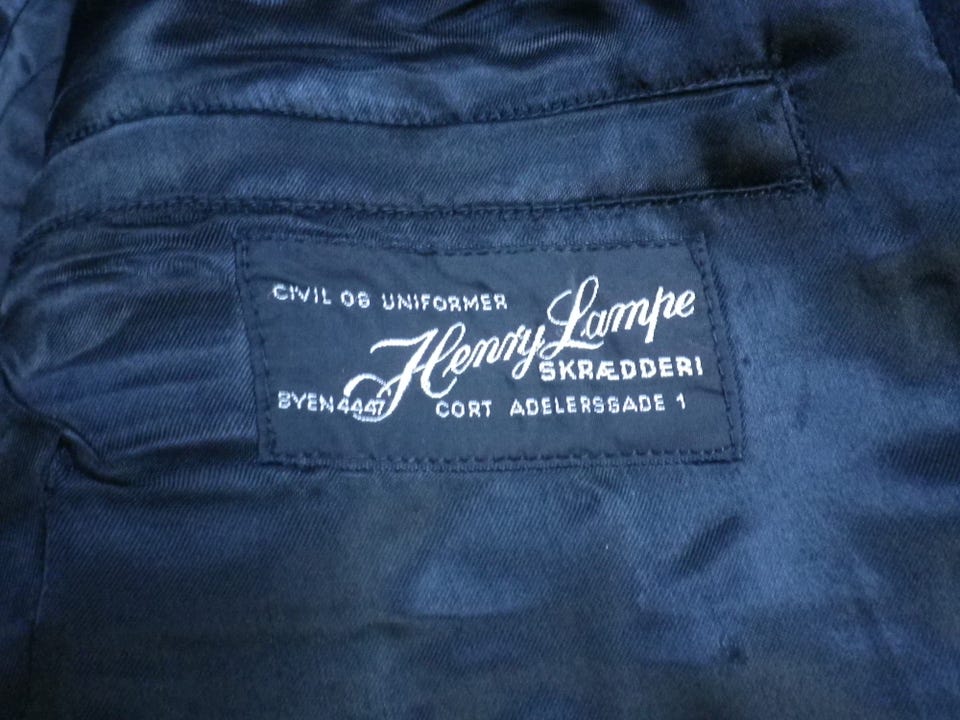 CIVIL OG UNIFORMER
Henry Lampe
SKRÆDDERI
BYEN 4447 CORT ADELERSGADE 1